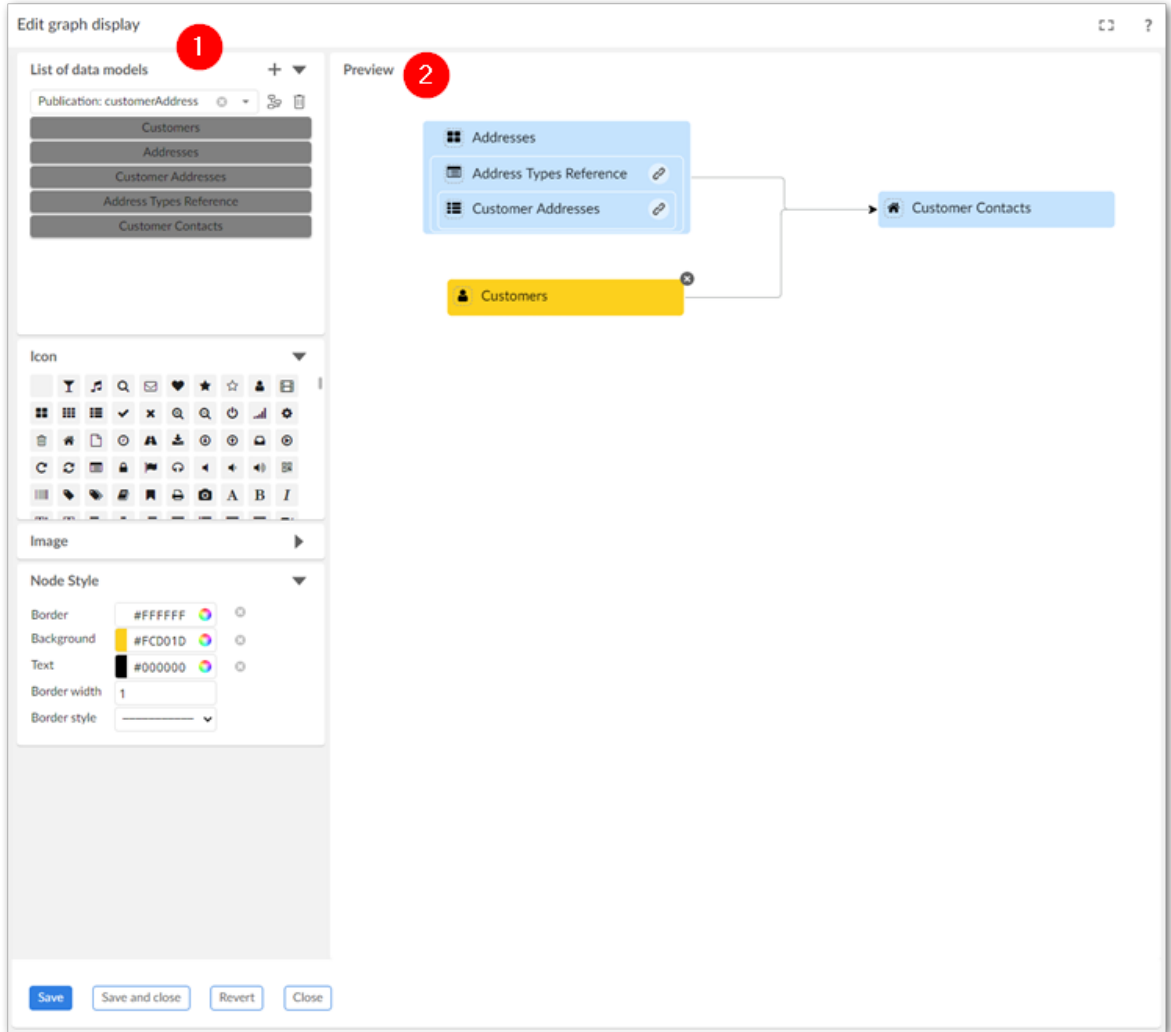 Edit graph display
?
1
List of data models
+
Publication: customerAddress
Customers
Addresses
Customer Addresses
Address Types Reference
Customer Contacts
Icon
A B I
Image
Node Style
Border #FFFFFF
Background #FCD01D
Text #000000
Border width 1
Border style
Preview
2
Addresses
Address Types Reference
Customer Addresses
Customer Contacts
Customers
Save
Save and close
Revert
Close